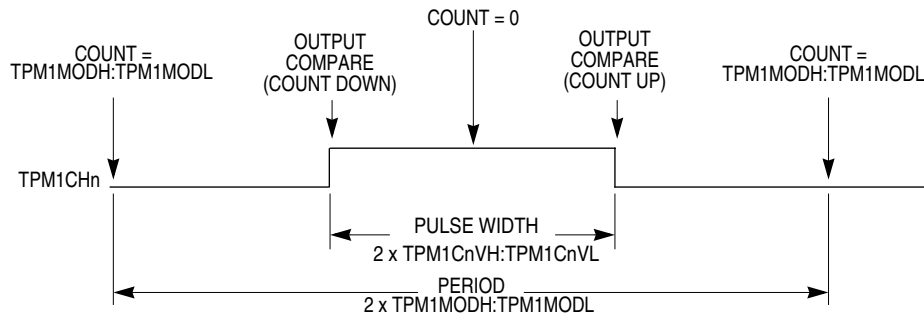 COUNT = 0
COUNT =
TPM1MODH:TPM1MODL
OUTPUT
COMPARE
(COUNT DOWN)
OUTPUT
COMPARE
(COUNT UP)
COUNT =
TPM1MODH:TPM1MODL
TPM1CHn
PULSE WIDTH
2 x TPM1CnVH:TPM1CnVL
PERIOD
2 x TPM1MODH:TPM1MODL